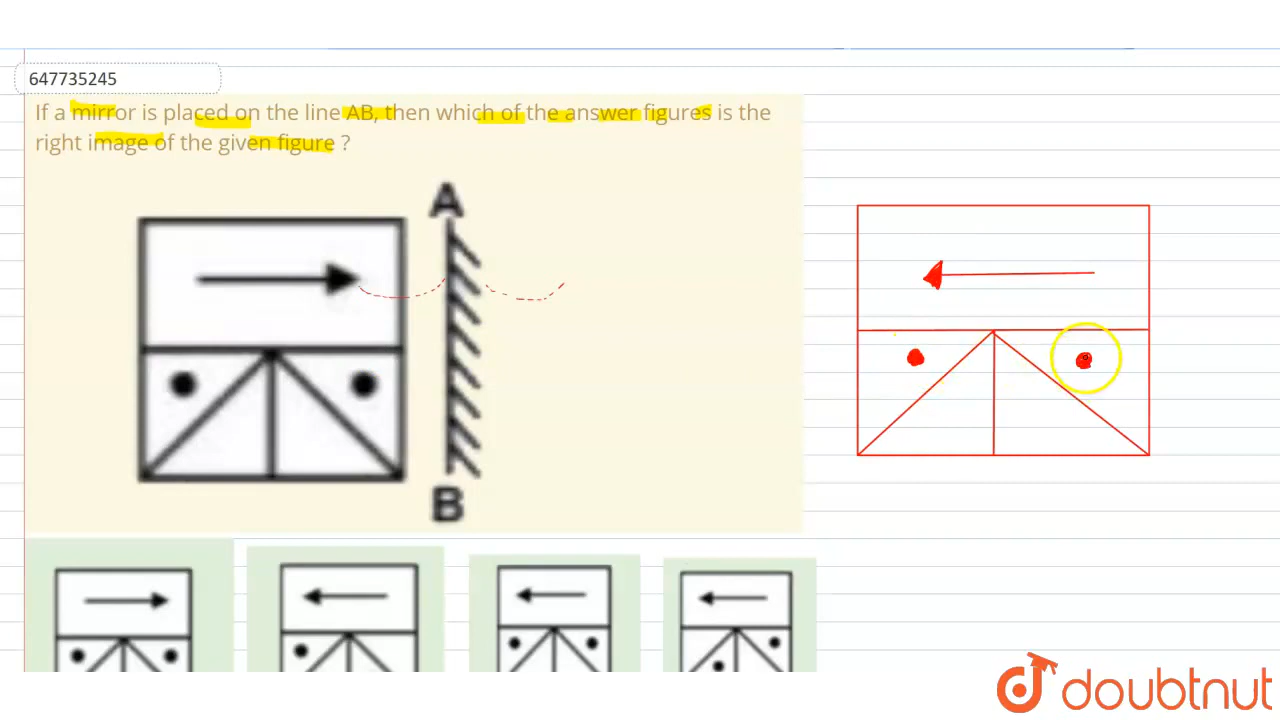 647735245
If a mirror is placed on the line AB, then which of the answer figures is the
right image of the given figure ?
A
B
doubtnut